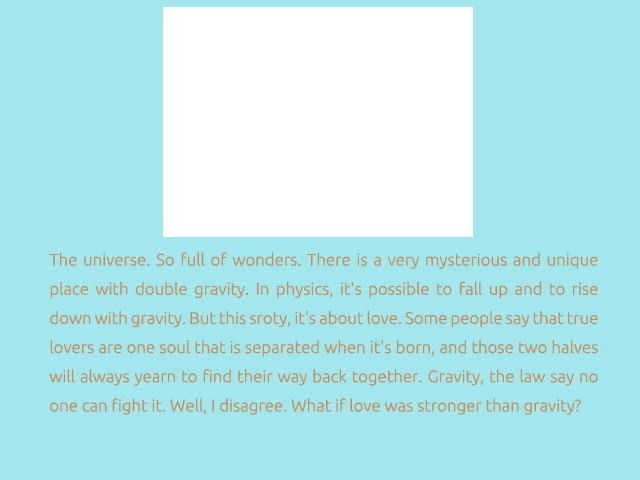 The universe. So full of wonders. There is a very mysterious and unique
place with double gravity. In physics, it's possible to fall up and to rise
down with gravity. But this sroty, it's about love. Some people say that true
lovers are one soul that is separated when it's born, and those two halves
will always yearn to find their way back together. Gravity, the law say no
one can fight it. Well, I disagree. What if love was stronger than gravity?